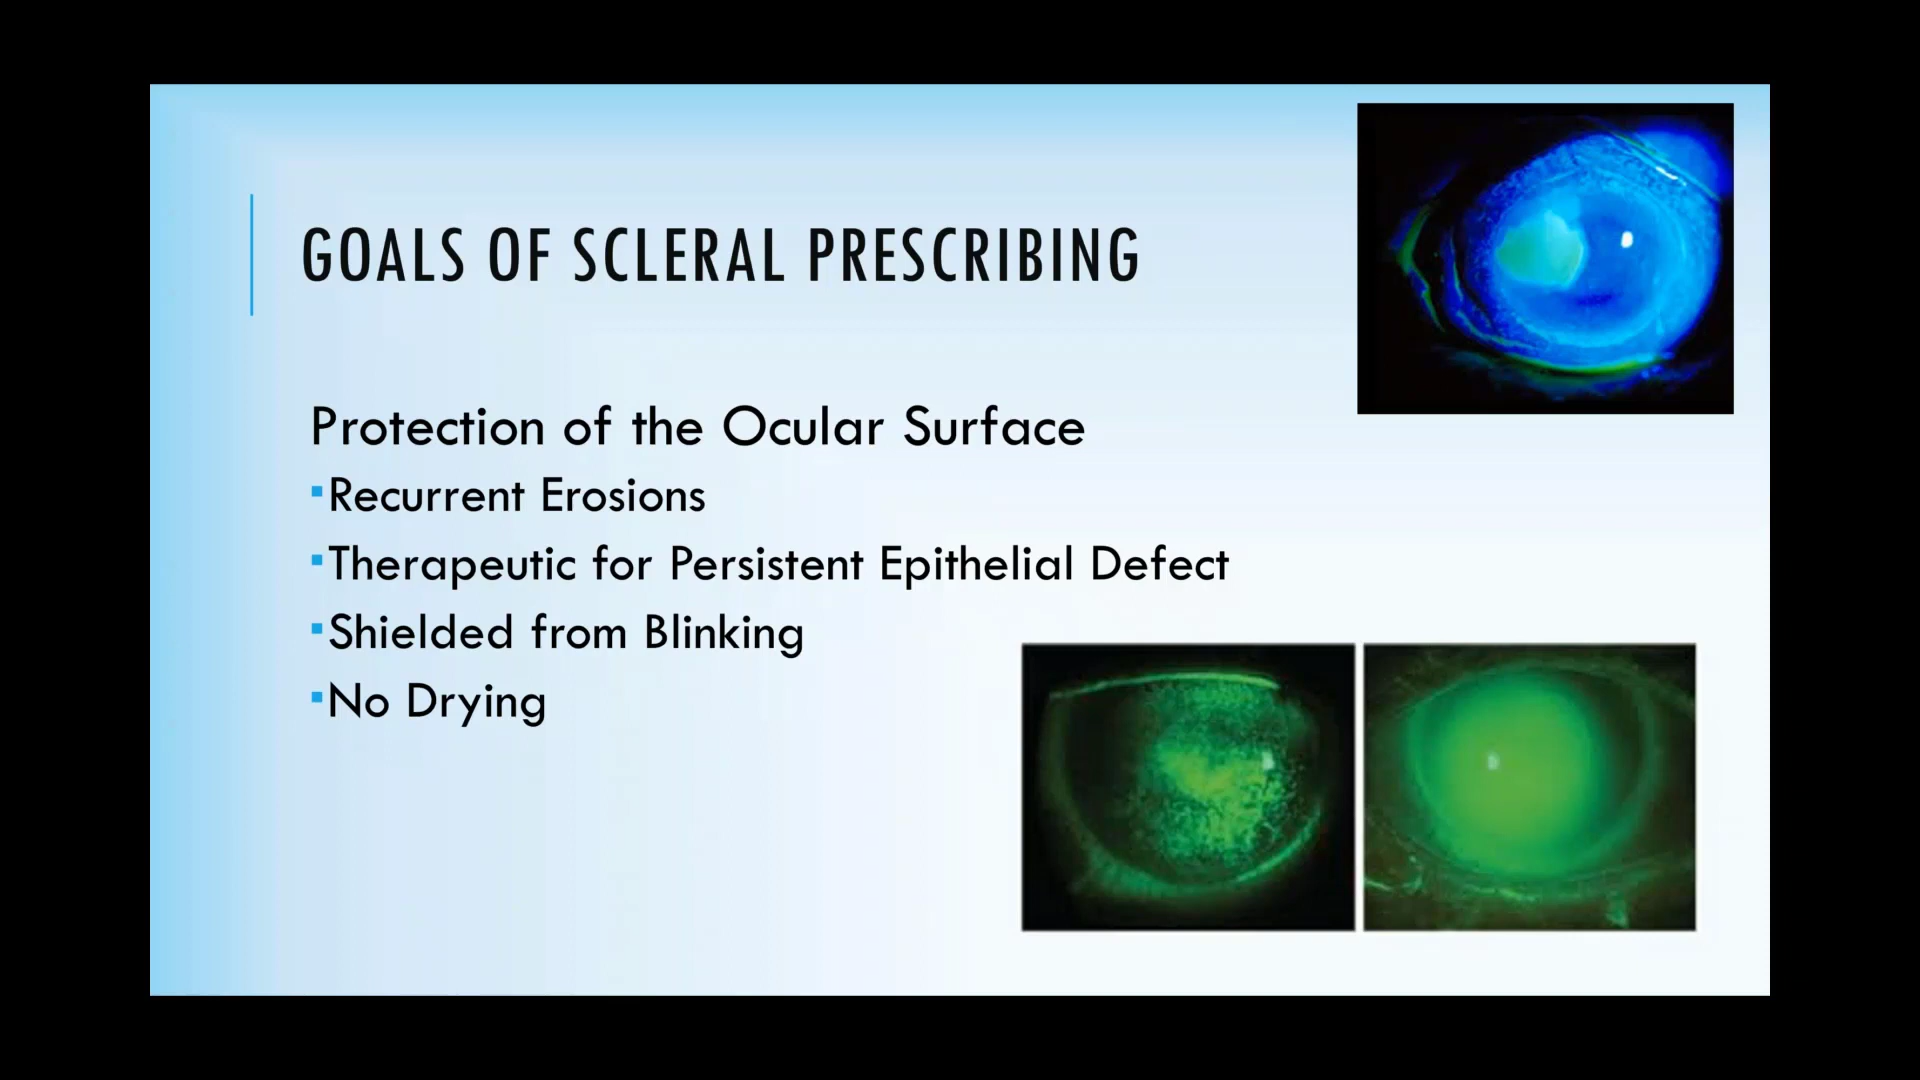 GOALS OF SCLERAL PRESCRIBING
Protection of the Ocular Surface
▪Recurrent Erosions
▪Therapeutic for Persistent Epithelial Defect
▪Shielded from Blinking
▪No Drying